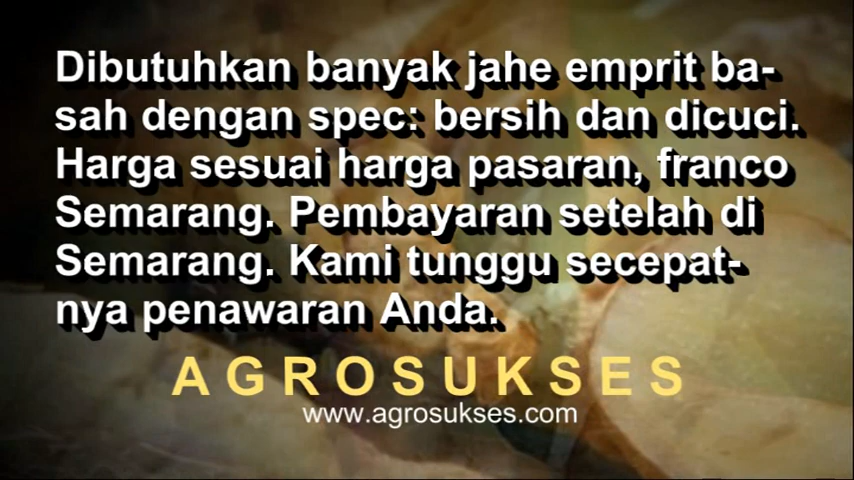 Dibutuhkan banyak jahe emprit ba-
sah dengan spec: bersih dan dicuci.
Harga sesuai harga pasaran, franco
Semarang. Pembayaran setelah di
Semarang. Kami tunggu secepat-
nya penawaran Anda.
AGROSUKSES
www.agrosukses.com